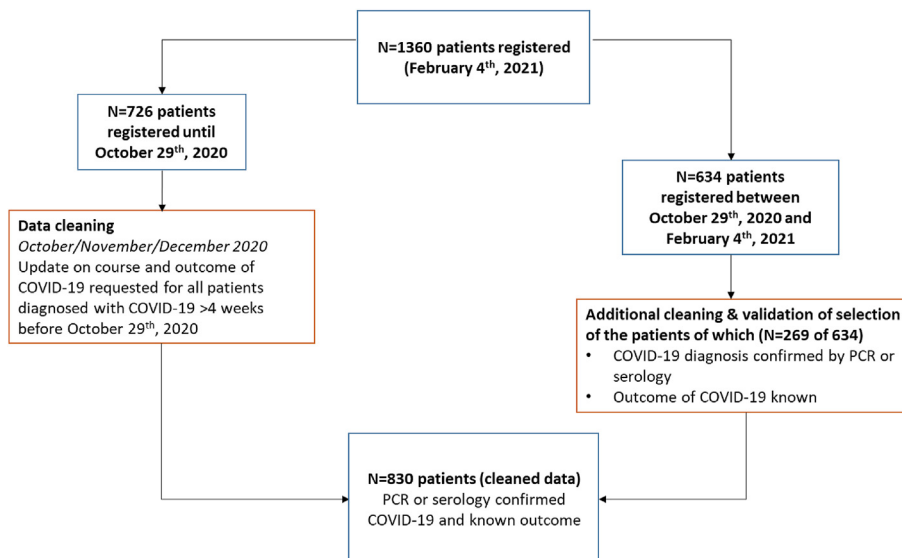 N=1360 patients registered
(February 4th, 2021)
N=726 patients
registered until
October 29th, 2020
N=634 patients
registered between
October 29th, 2020 and
February 4th, 2021
Data cleaning
October/November/December 2020
Update on course and outcome of
COVID-19 requested for all patients
diagnosed with COVID-19 >4 weeks
before October 29th, 2020
Additional cleaning & validation of selection
of the patients of which (N=269 of 634)
• COVID-19 diagnosis confirmed by PCR or
serology
• Outcome of COVID-19 known
N=830 patients (cleaned data)
PCR or serology confirmed
COVID-19 and known outcome